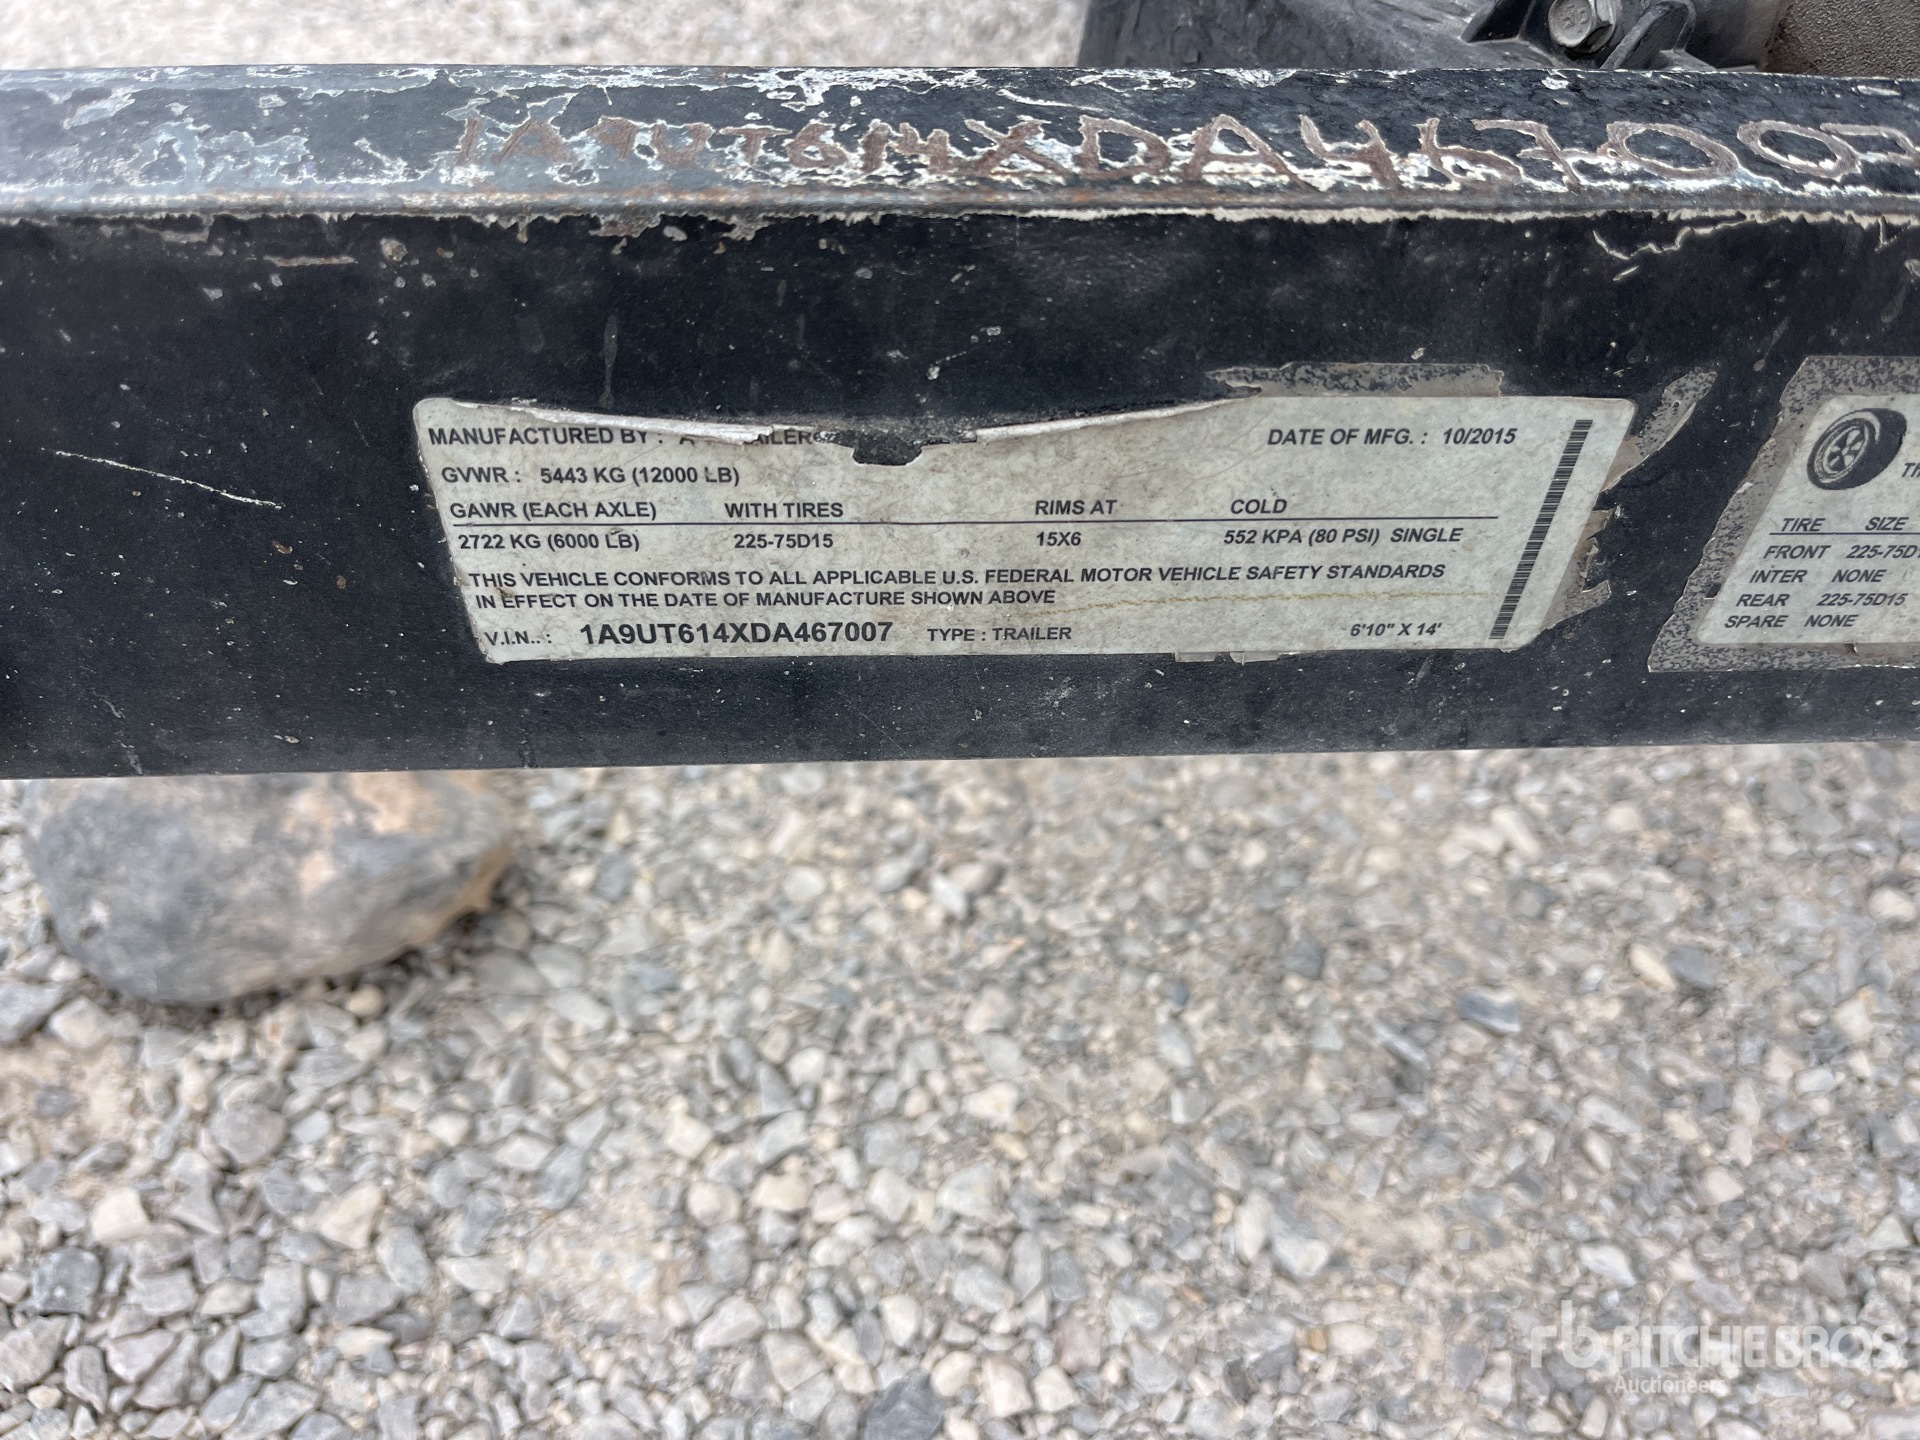 1A9UT614XDA467007
MANUFACTURED BY : A DATE OF MFG. : 10/2015
GVWR : 5443 KG (12000 LB)
GAWR (EACH AXLE) WITH TIRES RIMS AT COLD
2722 KG (6000 LB) 225-75D15 15X6 552 KPA (80 PSI) SINGLE
THIS VEHICLE CONFORMS TO ALL APPLICABLE U.S. FEDERAL MOTOR VEHICLE SAFETY STANDARDS
IN EFFECT ON THE DATE OF MANUFACTURE SHOWN ABOVE
V.I.N.. : 1A9UT614XDA467007 TYPE : TRAILER 6'10" X 14'
TIRE SIZE
FRONT 225-75D1
INTER NONE
REAR 225-75D15
SPARE NONE
rb RITCHIE BROS.
Auctioneers